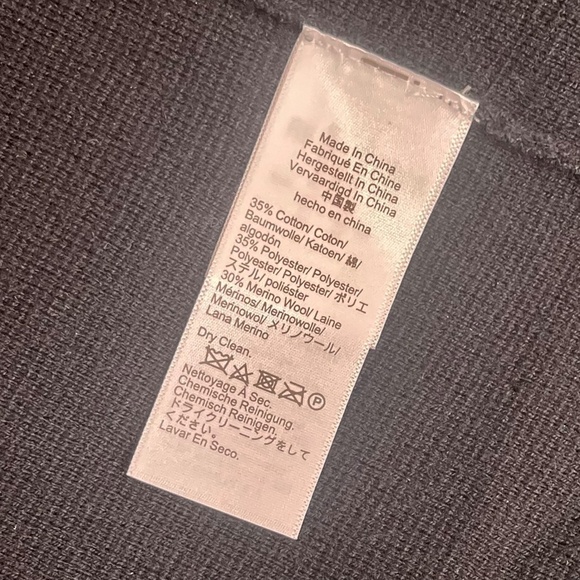 Made In China
Fabriqué En Chine
Hergestellt In China
Vervaardigd In China
中国製
hecho en china
35% Cotton/ Coton/
Baumwolle/ Katoen/ 綿/
algodón
35% Polyester/ Polyester/
Polyester/ Polyester/ ポリエ
ステル/ poliéster
30% Merino Wool/ Laine
Mérinos/ Merinowolle/
Merinowol/ メリノウール/
Lana Merino
Dry Clean.
P
Nettoyage À Sec.
Chemische Reinigung.
Chemisch Reinigen.
ドライクリーニングをして
ください。
Lavar En Seco.